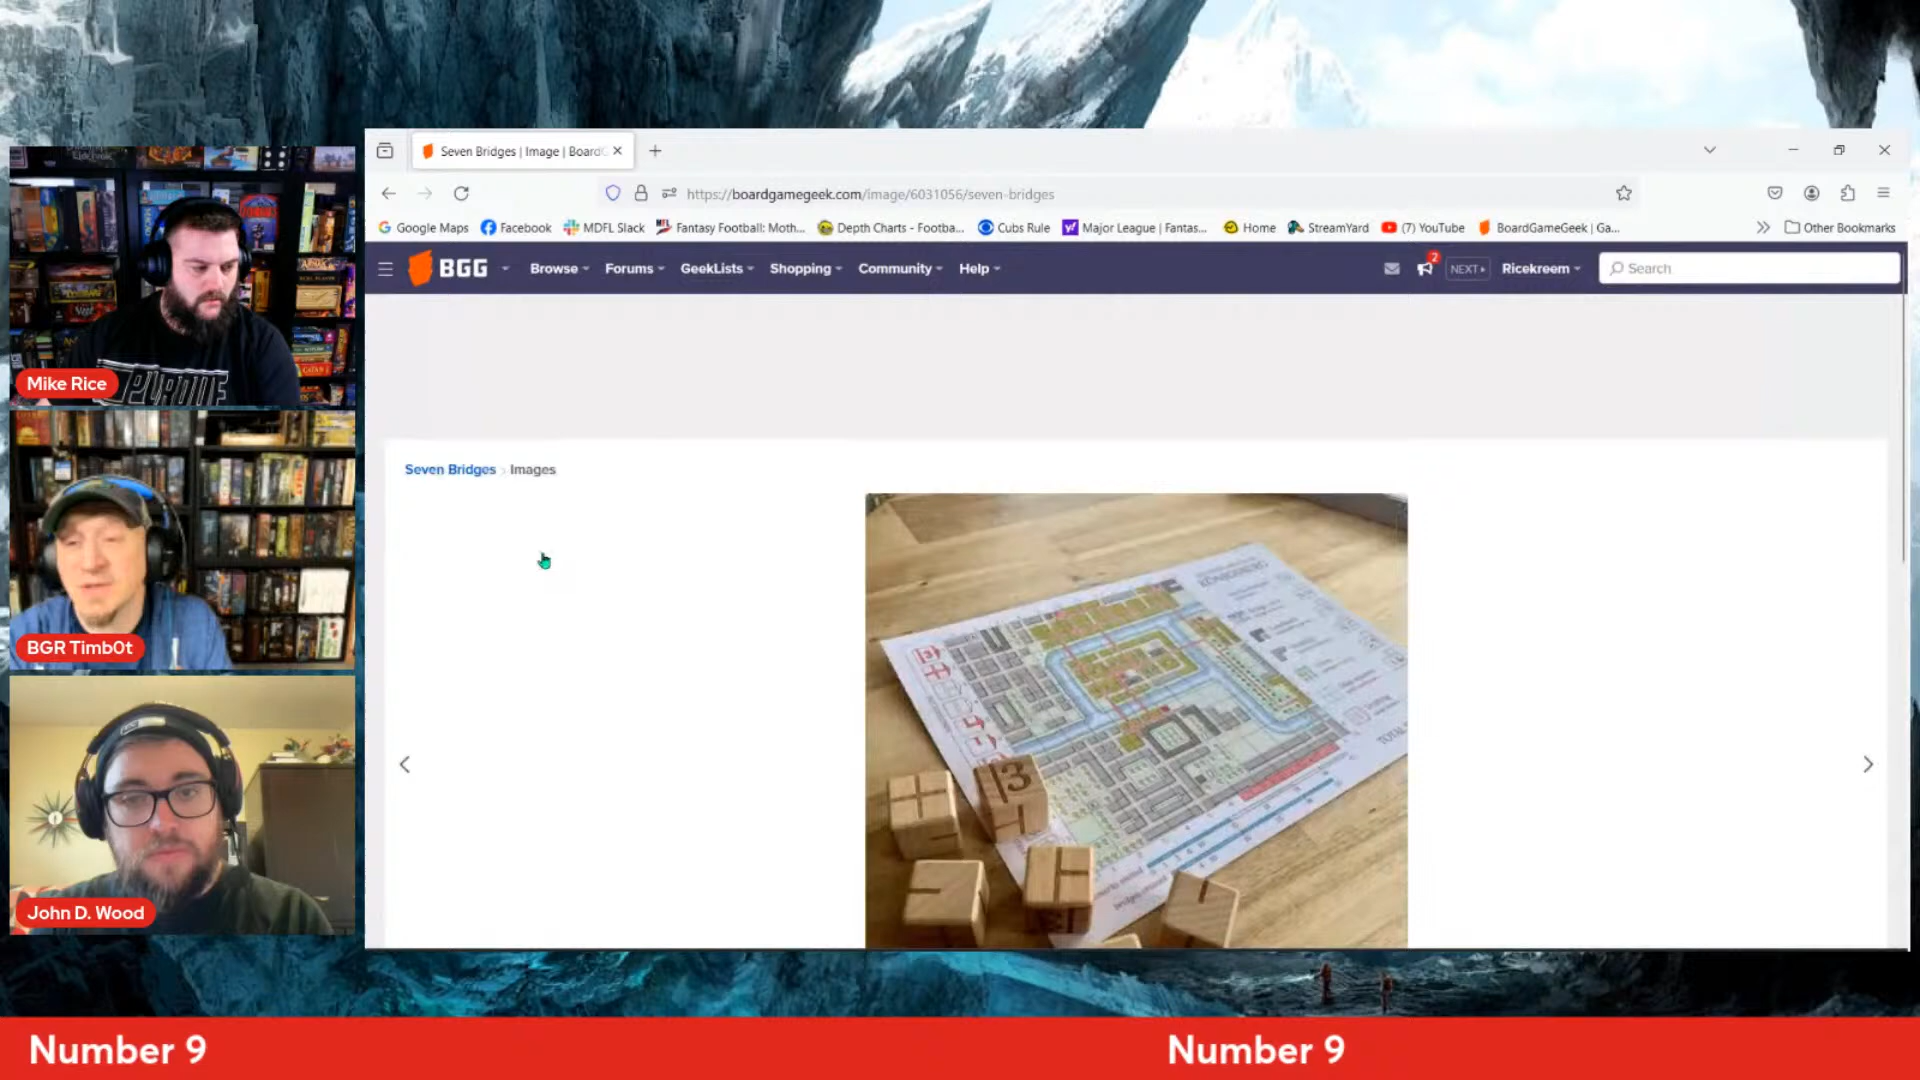 Seven Bridges | Image | Board
https://boardgamegeek.com/image/6031056/seven-bridges
Google Maps Facebook MDFL Slack Fantasy Football: Moth... Depth Charts - Footba... Cubs Rule Major League | Fantas... Home StreamYard (7) YouTube BoardGameGeek | Ga... Other Bookmarks
BGG Browse Forums GeekLists Shopping Community Help 2 NEXT Ricekreem Search
Mike Rice
Seven Bridges Images
BGR Timb0t
John D. Wood
3
Number 9 Number 9